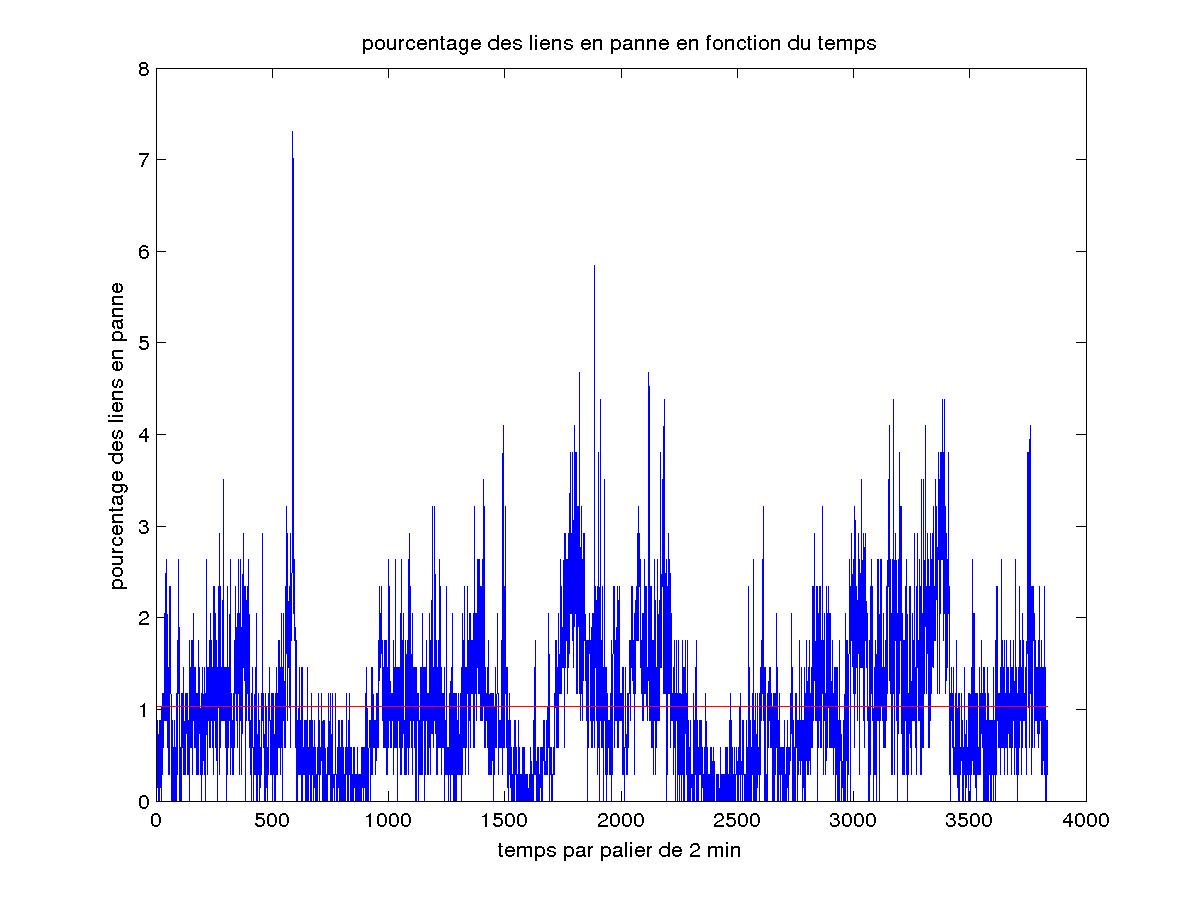 pourcentage des liens en panne en fonction du temps
8
7
6
5
4
3
2
1
0
pourcentage des liens en panne
0 500 1000 1500 2000 2500 3000 3500 4000
temps par palier de 2 min